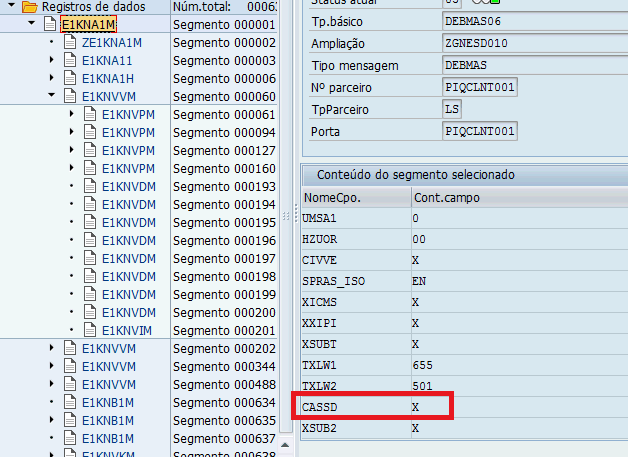 Registros de dados Núm.total: 00063
E1KNA1M Segmento 000001
ZE1KNA1M Segmento 000002
E1KNA11 Segmento 000003
E1KNA1H Segmento 000006
E1KNVVM Segmento 000060
E1KNVPM Segmento 000061
E1KNVPM Segmento 000094
E1KNVPM Segmento 000127
E1KNVPM Segmento 000160
E1KNVDM Segmento 000193
E1KNVDM Segmento 000194
E1KNVDM Segmento 000195
E1KNVDM Segmento 000196
E1KNVDM Segmento 000197
E1KNVDM Segmento 000198
E1KNVDM Segmento 000199
E1KNVDM Segmento 000200
E1KNVIM Segmento 000201
E1KNVVM Segmento 000202
E1KNVVM Segmento 000344
E1KNVVM Segmento 000488
E1KNB1M Segmento 000634
E1KNB1M Segmento 000635
E1KNB1M Segmento 000637
E1KNVKM Segmento 000638
Status atual 03
Tp.básico DEBMAS06
Ampliação ZGNESD010
Tipo mensagem DEBMAS
Nº parceiro PIQCLNT001
TpParceiro LS
Porta PIQCLNT001
Conteúdo do segmento selecionado
NomeCpo. Cont.campo
UMSA1 0
HZUOR 00
CIVVE X
SPRAS_ISO EN
XICMS X
XXIPI X
XSUBT X
TXLW1 655
TXLW2 501
CASSD X
XSUB2 X